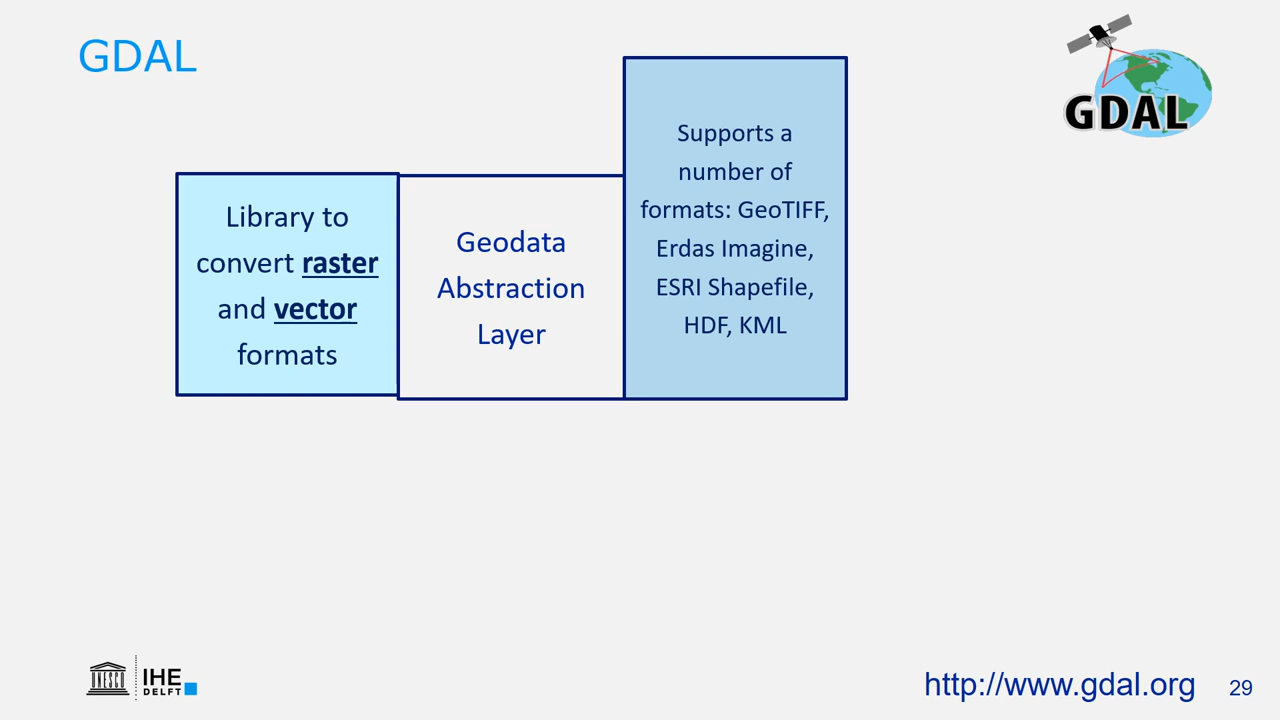 GDAL
GDAL
Library to
convert raster
and vector
formats
Geodata
Abstraction
Layer
Supports a
number of
formats: GeoTIFF,
Erdas Imagine,
ESRI Shapefile,
HDF, KML
UNESCO
IHE
DELFT
http://www.gdal.org
29